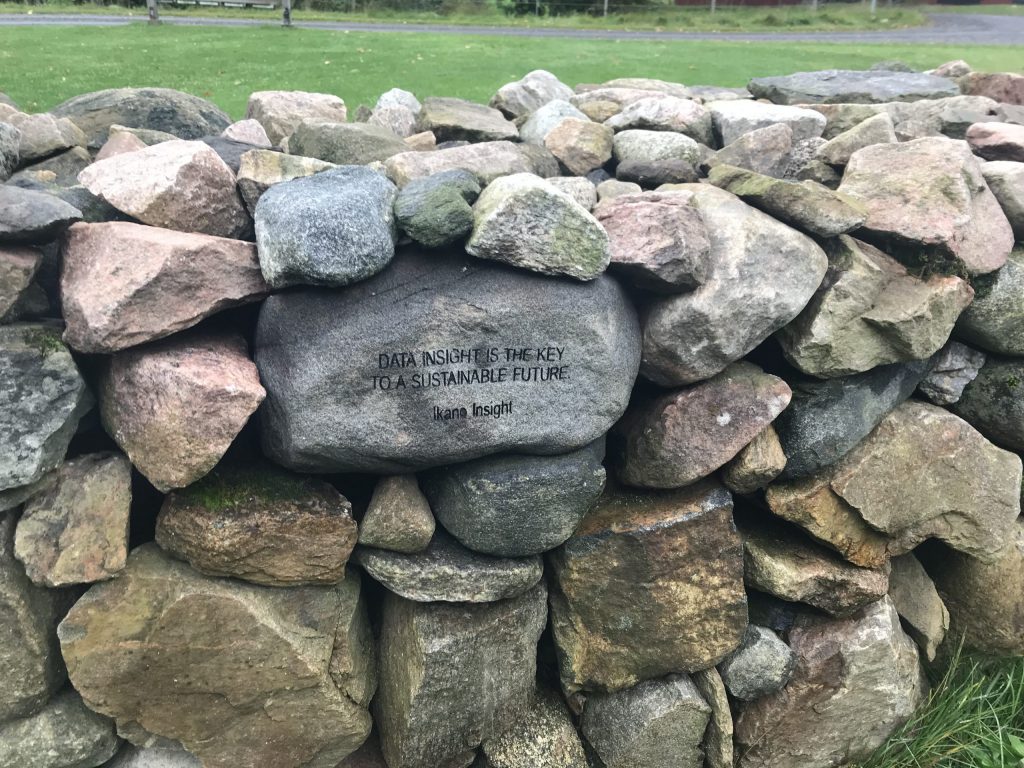 DATA INSIGHT IS THE KEY
TO A SUSTAINABLE FUTURE.
Ikano Insight